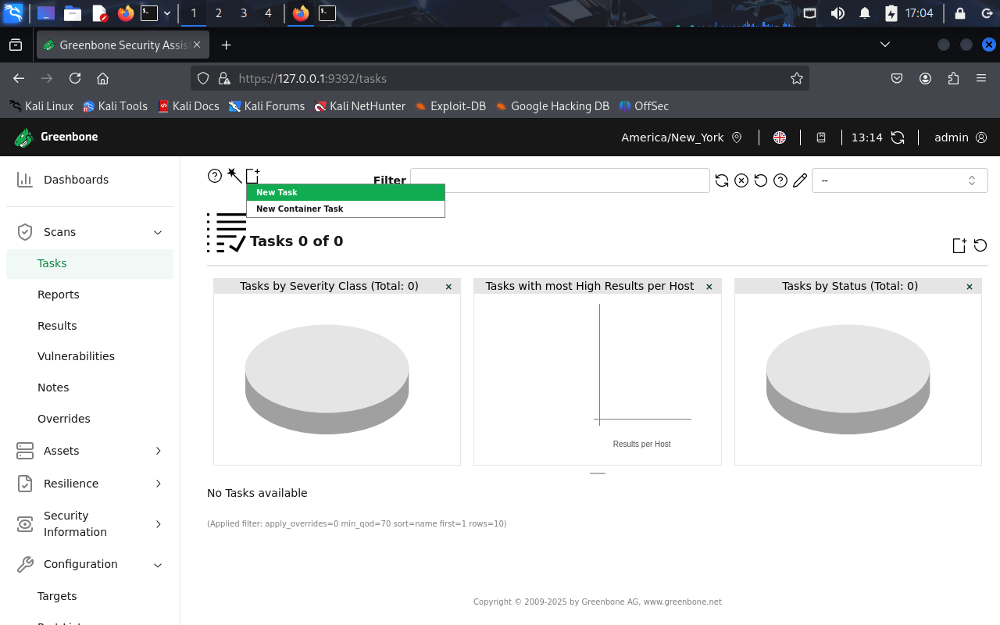 1 2 3 4 17:04
Greenbone Security Assis
https://127.0.0.1:9392/tasks
Kali Linux Kali Tools Kali Docs Kali Forums Kali NetHunter Exploit-DB Google Hacking DB OffSec
Greenbone America/New_York 13:14 admin
Dashboards
Scans
Tasks
Reports
Results
Vulnerabilities
Notes
Overrides
Assets
Resilience
Security
Information
Configuration
Targets
Filter --
New Task
New Container Task
Tasks 0 of 0
Tasks by Severity Class (Total: 0) ×
Tasks with most High Results per Host ×
Results per Host
Tasks by Status (Total: 0) ×
No Tasks available
(Applied filter: apply_overrides=0 min_qod=70 sort=name first=1 rows=10)
Copyright © 2009-2025 by Greenbone AG, www.greenbone.net